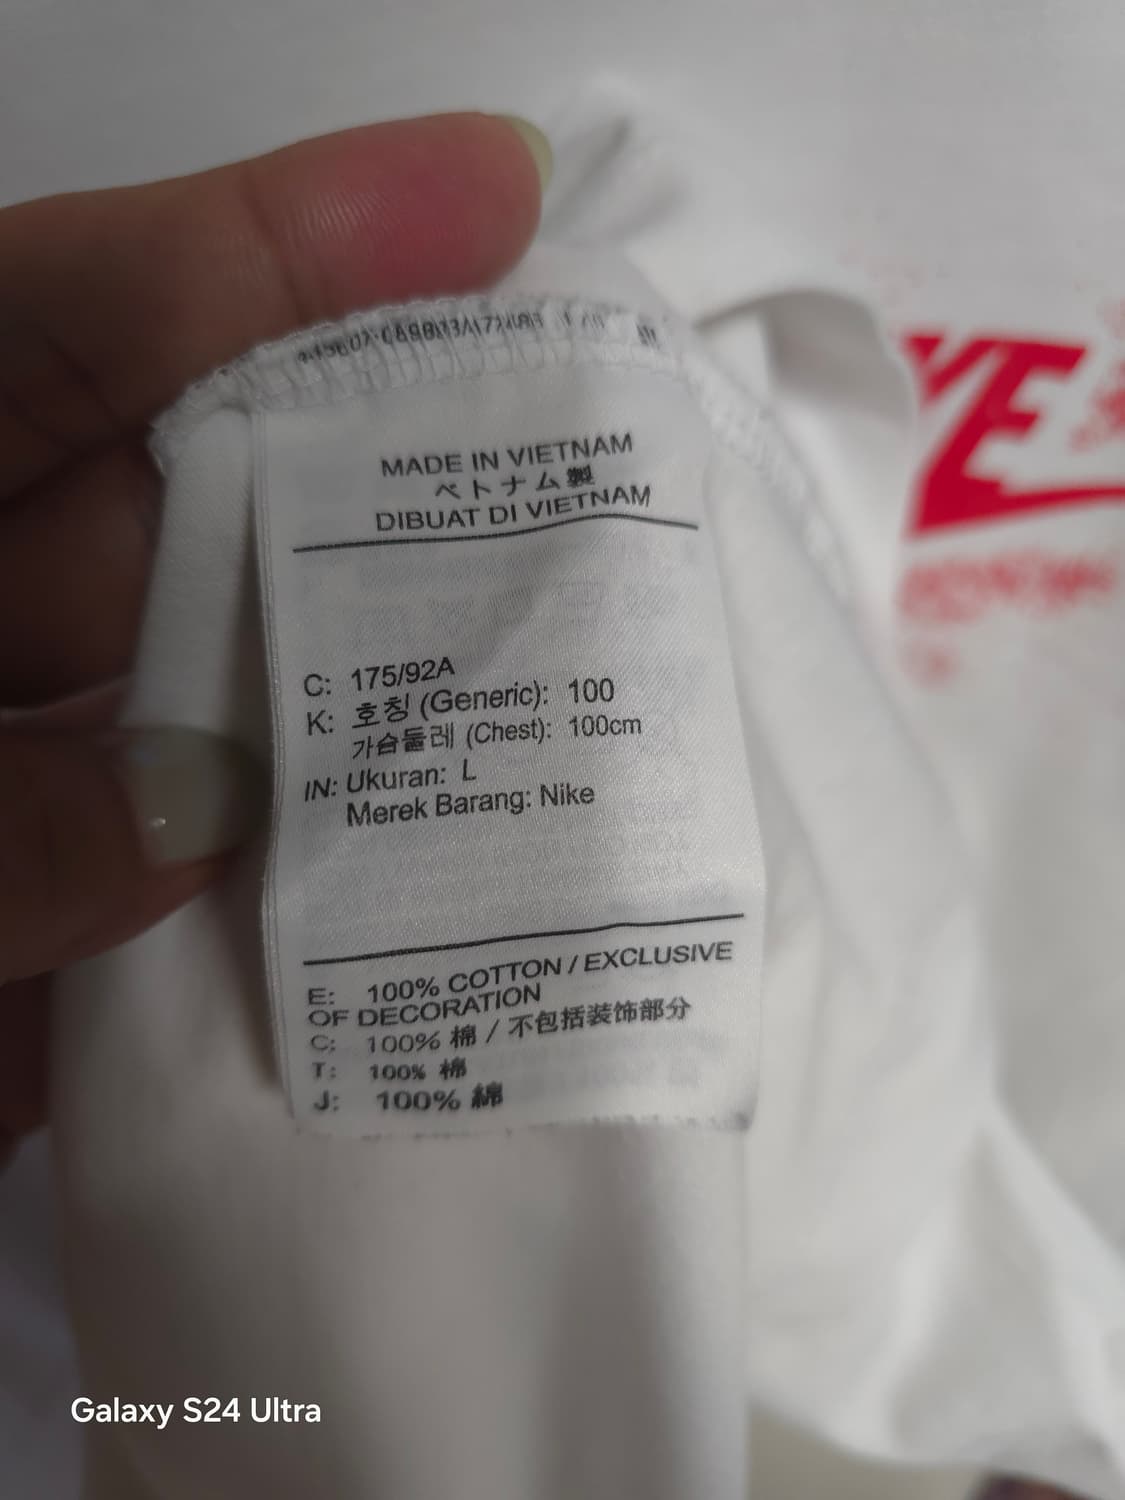 MADE IN VIETNAM
ベトナム製
DIBUAT DI VIETNAM
C: 175/92A
K: 호칭 (Generic): 100
가슴둘레 (Chest): 100cm
IN: Ukuran: L
Merek Barang: Nike
E: 100% COTTON / EXCLUSIVE
OF DECORATION
C: 100% 棉 / 不包括装饰部分
T: 100% 棉
J: 100% 綿
Galaxy S24 Ultra